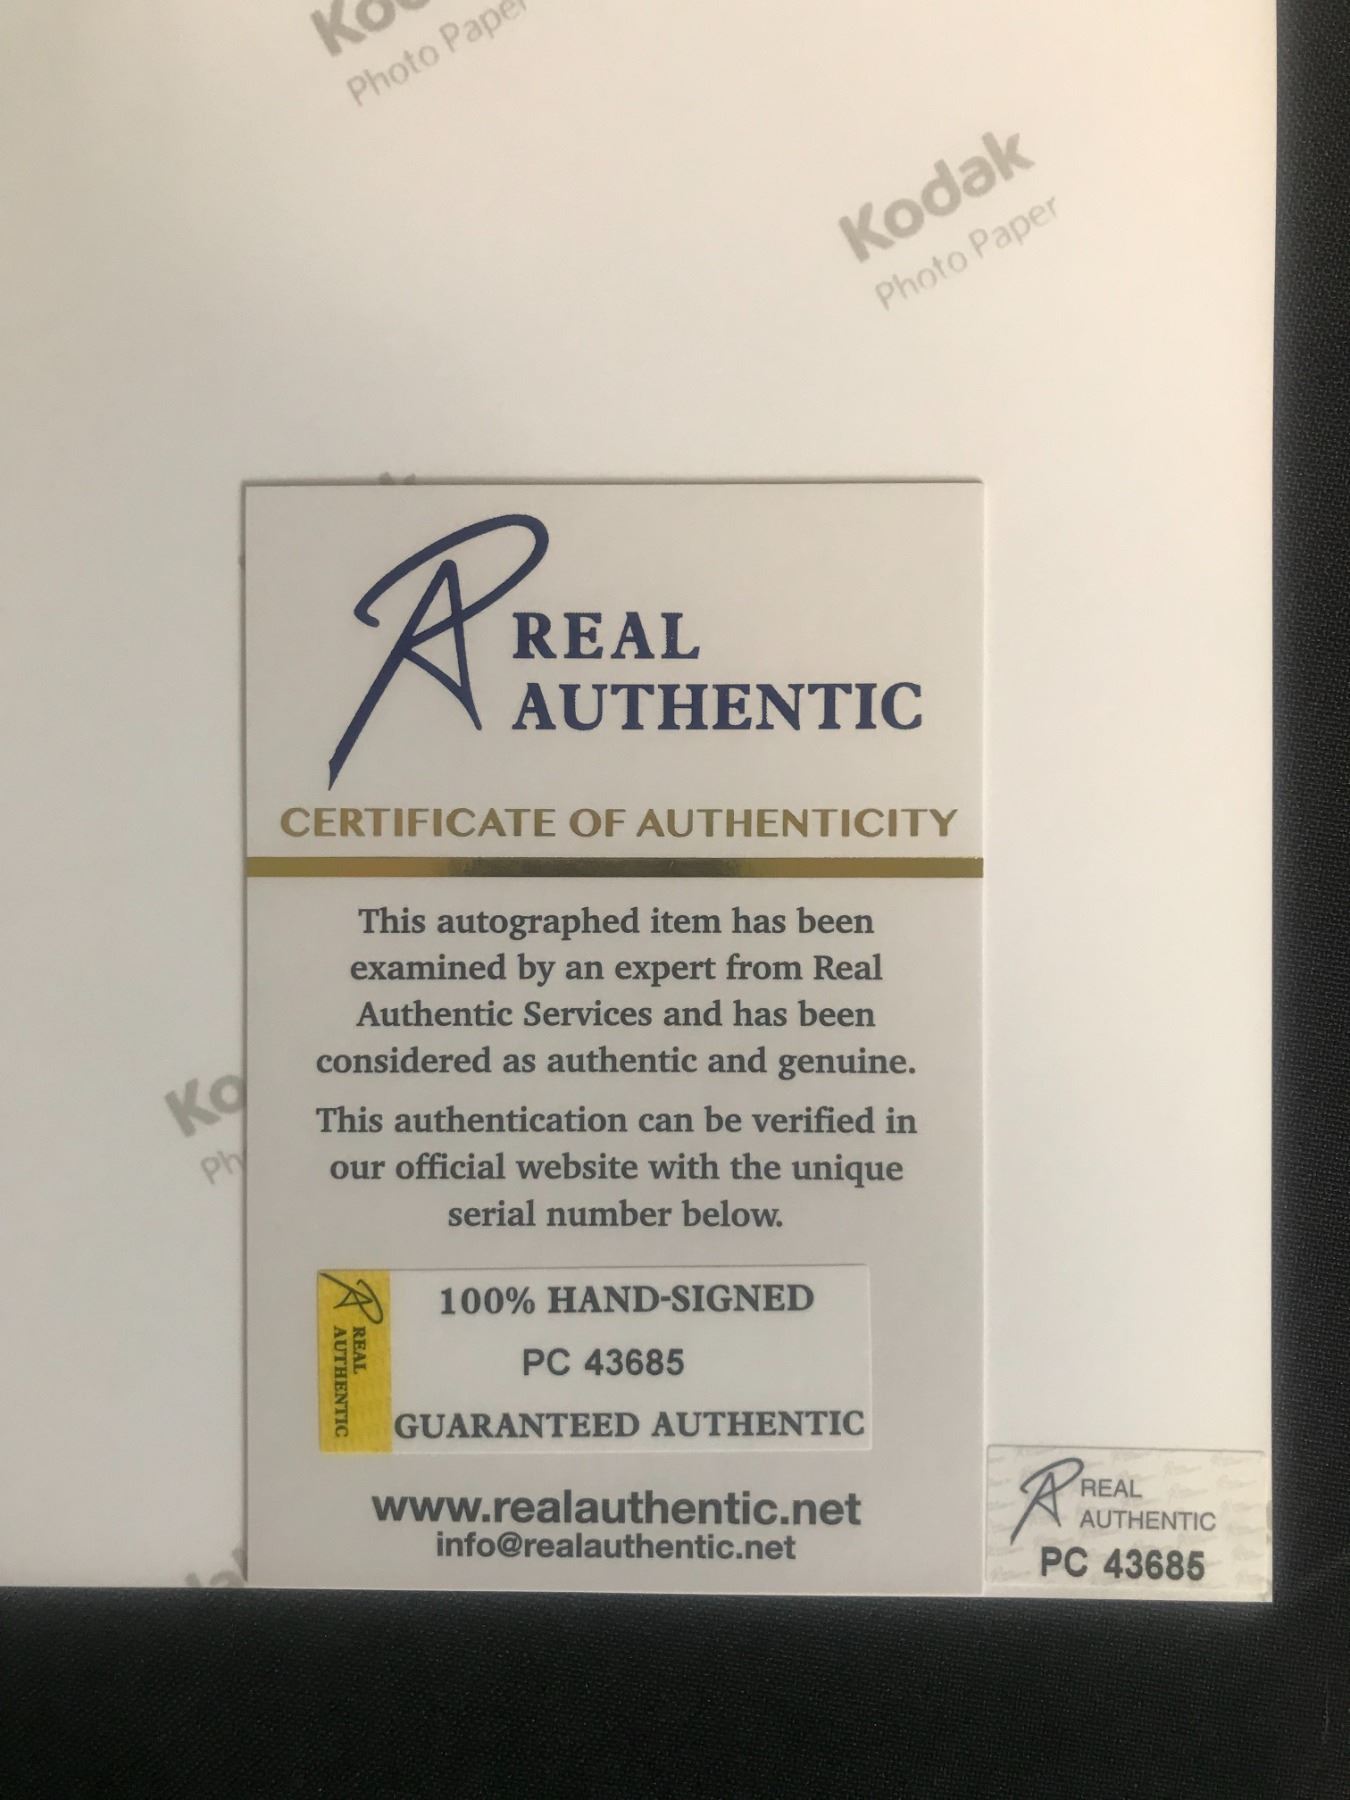 Photo Paper
Kodak
Photo Paper
REAL
AUTHENTIC
CERTIFICATE OF AUTHENTICITY
This autographed item has been
examined by an expert from Real
Authentic Services and has been
considered as authentic and genuine.
This authentication can be verified in
our official website with the unique
serial number below.
REAL
AUTHENTIC
100% HAND-SIGNED
PC 43685
GUARANTEED AUTHENTIC
www.realauthentic.net
info@realauthentic.net
REAL
AUTHENTIC
PC 43685